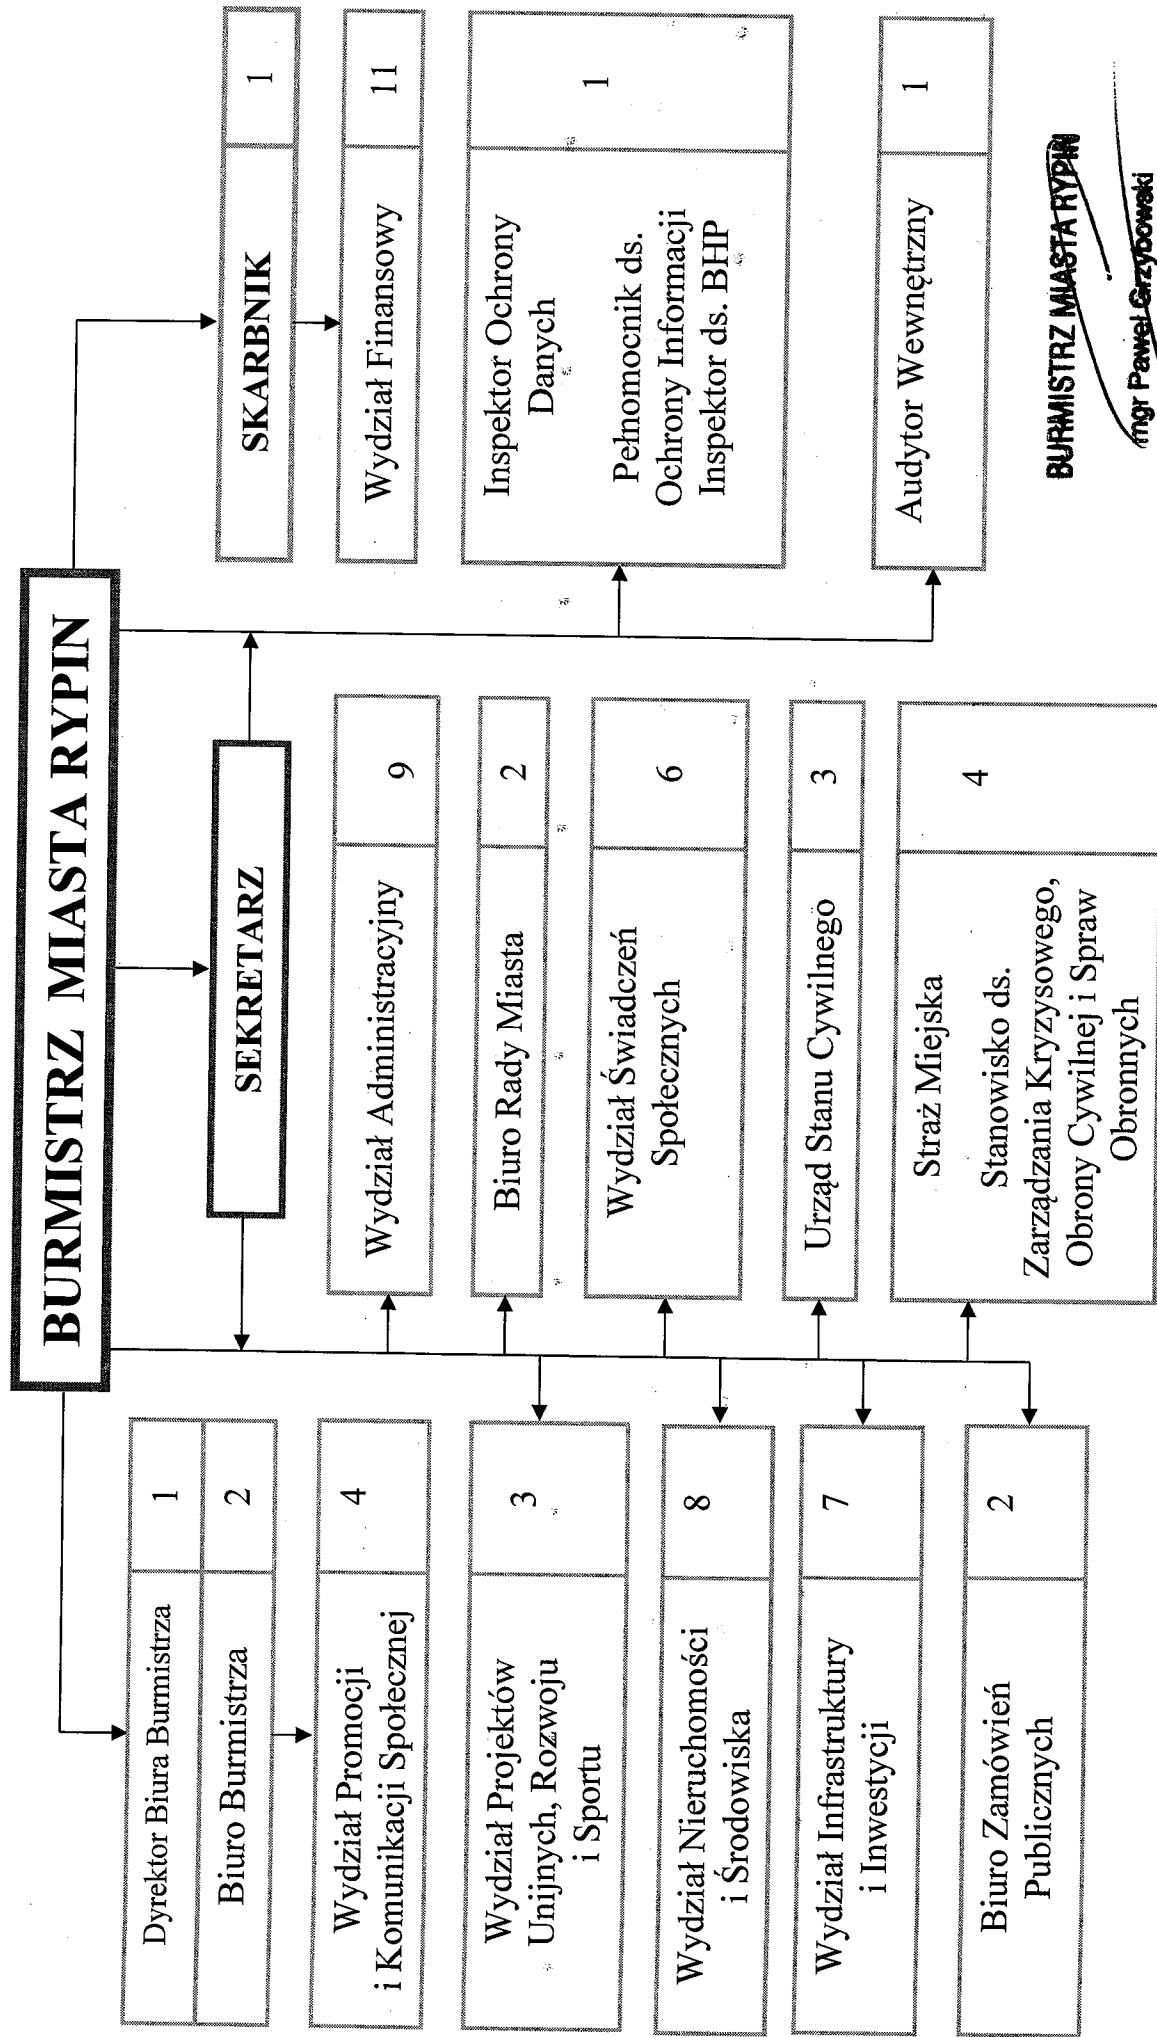 BURMISTRZ MIASTA RYPIN
Dyrektor Biura Burmistrza
1
Biuro Burmistrza
2
Wydział Promocji
i Komunikacji Społecznej
4
Wydział Projektów
Unijnych, Rozwoju
i Sportu
3
Wydział Nieruchomości
i Środowiska
8
Wydział Infrastruktury
i Inwestycji
7
Biuro Zamówień
Publicznych
2
SEKRETARZ
Wydział Administracyjny
9
Biuro Rady Miasta
2
Wydział Świadczeń
Społecznych
6
Urząd Stanu Cywilnego
3
Straż Miejska
Stanowisko ds.
Zarządzania Kryzysowego,
Obrony Cywilnej i Spraw
Obronnych
4
SKARBNIK
1
Wydział Finansowy
11
Inspektor Ochrony
Danych
Pełnomocnik ds.
Ochrony Informacji
Inspektor ds. BHP
1
Audytor Wewnętrzny
1
BURMISTRZ MIASTA RYPIN
mgr Paweł Grzybowski